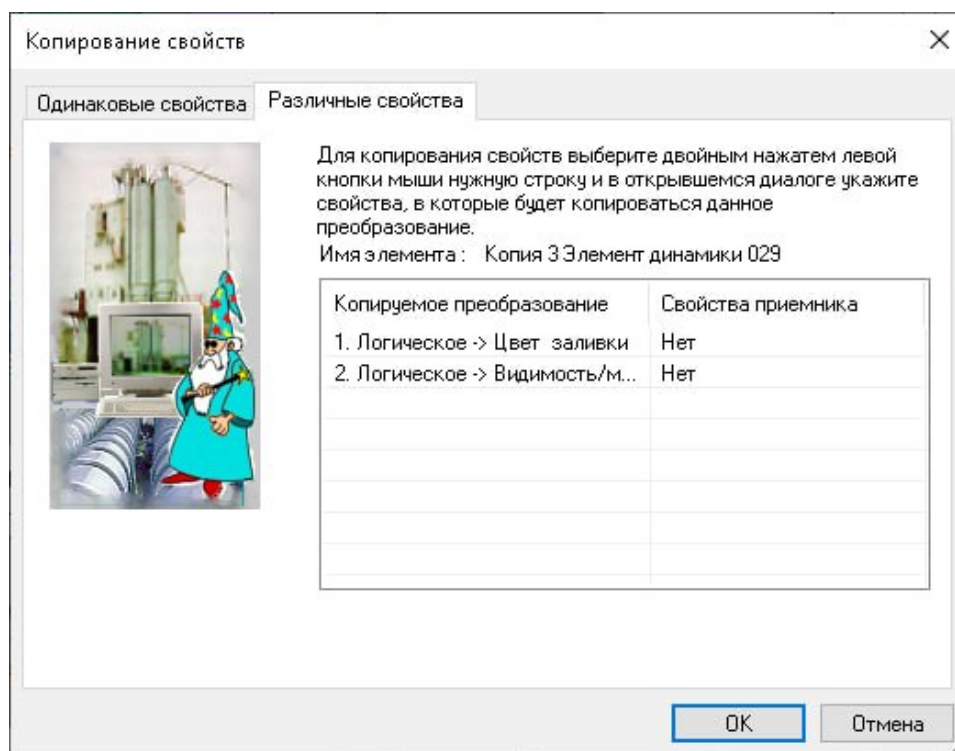 Копирование свойств
Одинаковые свойства Различные свойства
Для копирования свойств выберите двойным нажатем левой
кнопки мыши нужную строку и в открывшемся диалоге укажите
свойства, в которые будет копироваться данное
преобразование.
Имя элемента : Копия 3 Элемент динамики 029
Копируемое преобразование Свойства приемника
1. Логическое -> Цвет заливки Нет
2. Логическое -> Видимость/м... Нет
OK Отмена